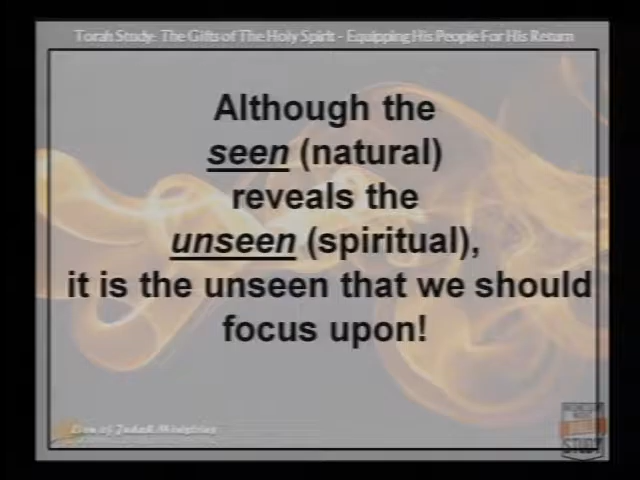 Torah Study: The Gifts of The Holy Spirit - Equipping His People For His Return
Although the
seen (natural)
reveals the
unseen (spiritual),
it is the unseen that we should
focus upon!
Lion of Judah Ministries
STUDY